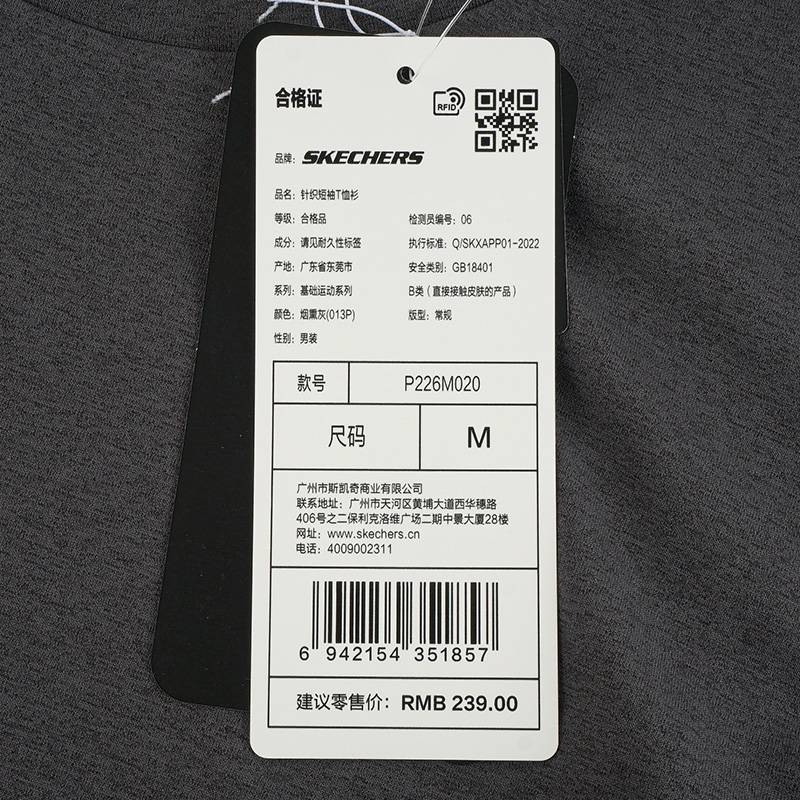 合格证
RFID
品牌: SKECHERS
品名: 针织短袖T恤衫
等级: 合格品 检测员编号: 06
成分: 请见耐久性标签 执行标准: Q/SKXAPP01-2022
产地: 广东省东莞市 安全类别: GB18401
系列: 基础运动系列 B类(直接接触皮肤的产品)
颜色: 烟熏灰(013P) 版型: 常规
性别: 男装
款号 P226M020
尺码 M
广州市斯凯奇商业有限公司
联系地址: 广州市天河区黄埔大道西华穗路
406号之二保利克洛维广场二期中景大厦28楼
网址: www.skechers.cn
电话: 4009002311
6 942154 351857
建议零售价: RMB 239.00